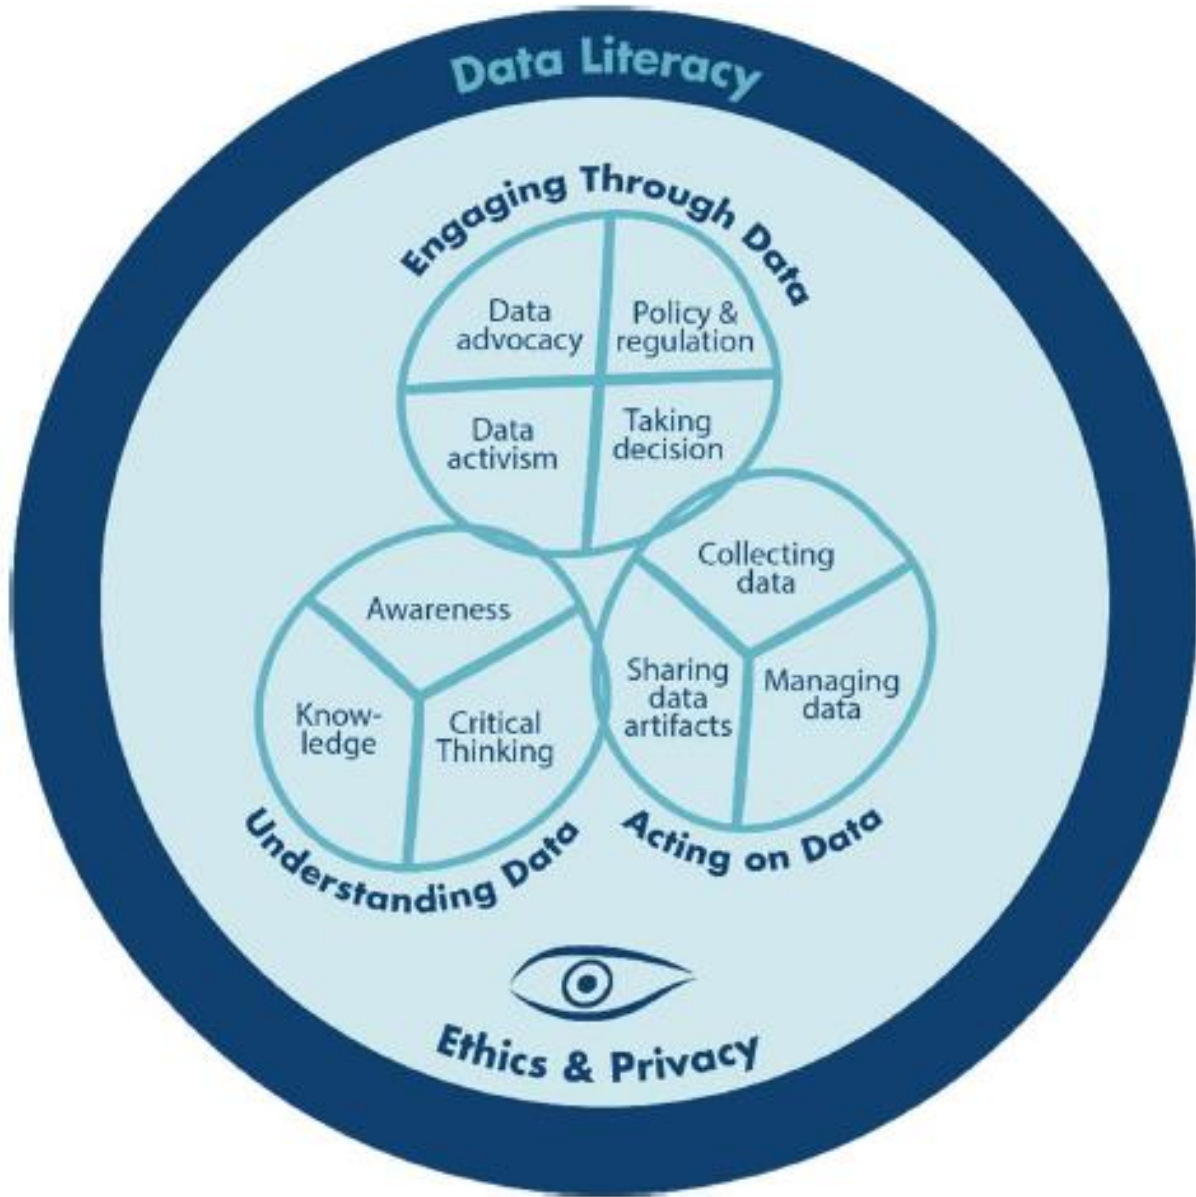 Data Literacy
Engaging Through Data
Data
advocacy
Policy &
regulation
Data
activism
Taking
decision
Awareness
Know-
ledge
Critical
Thinking
Understanding Data
Collecting
data
Sharing
data
artifacts
Managing
data
Acting on Data
Ethics & Privacy